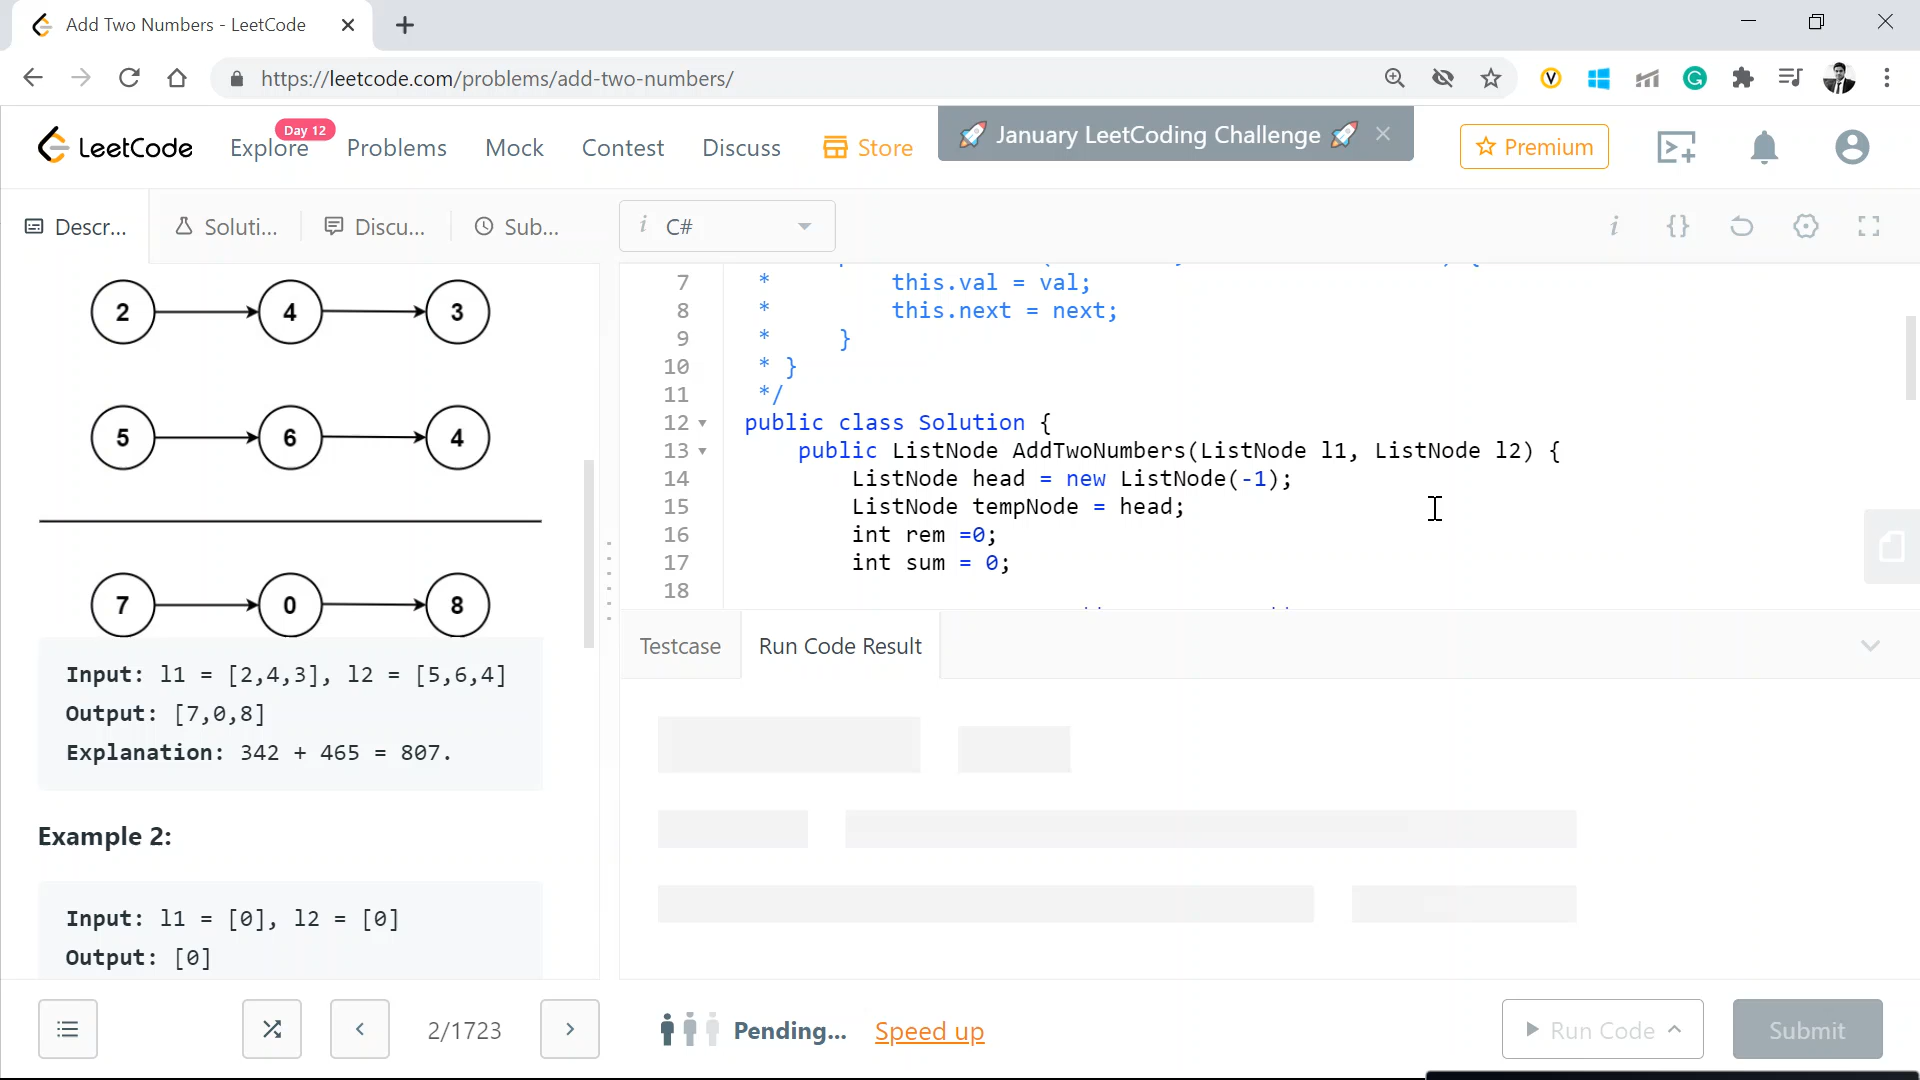 Add Two Numbers - LeetCode
https://leetcode.com/problems/add-two-numbers/
LeetCode
Explore
Day 12
Problems
Mock
Contest
Discuss
Store
🚀 January LeetCoding Challenge 🚀
Premium
Descr...
Soluti...
Discu...
Sub...
i C#
2 4 3
5 6 4
7 0 8
Input: l1 = [2,4,3], l2 = [5,6,4]
Output: [7,0,8]
Explanation: 342 + 465 = 807.
Example 2:
Input: l1 = [0], l2 = [0]
Output: [0]
2/1723
7 * this.val = val;
8 * this.next = next;
9 * }
10 * }
11 */
12 public class Solution {
13 public ListNode AddTwoNumbers(ListNode l1, ListNode l2) {
14 ListNode head = new ListNode(-1);
15 ListNode tempNode = head;
16 int rem =0;
17 int sum = 0;
18
Testcase
Run Code Result
Pending...
Speed up
Run Code
Submit